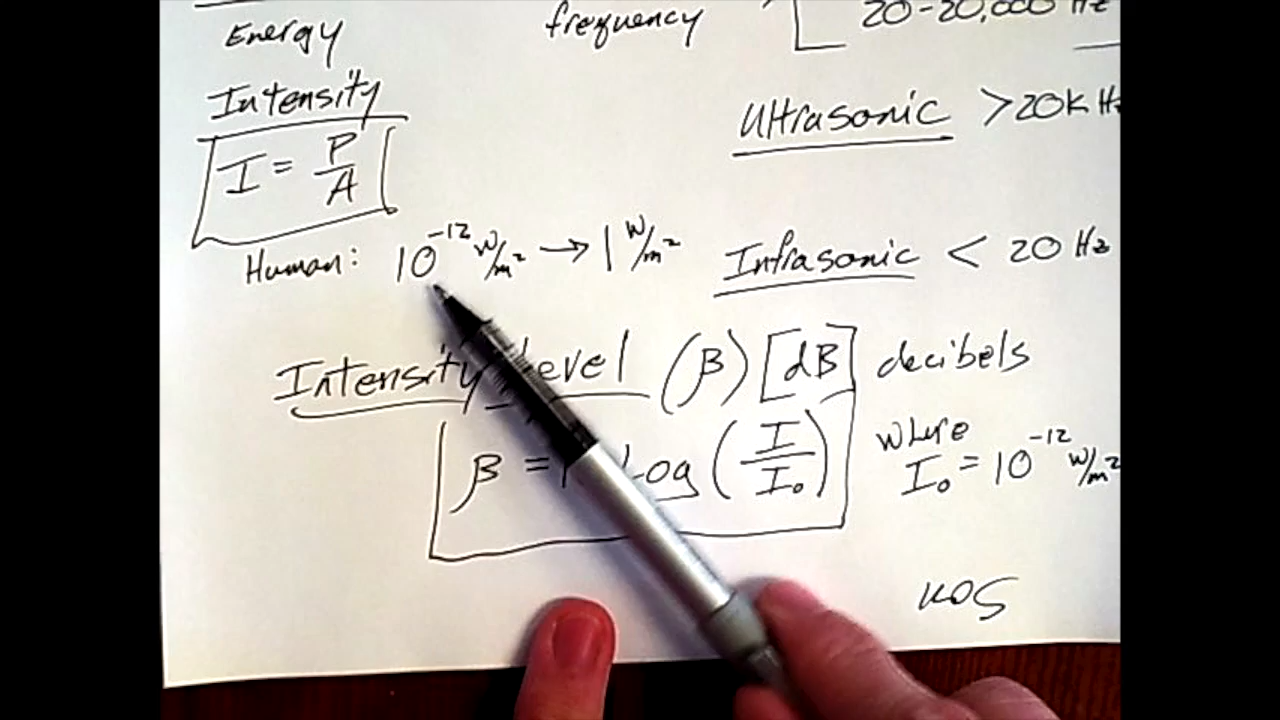 Energy
frequency
20-20,000 Hz
Intensity
I = P/A
Ultrasonic >20K Hz
Human: 10⁻¹² W/m² → 1 W/m²
Infrasonic < 20 Hz
Intensity Level (β) [dB] decibels
β = Log (I/I₀)
where
I₀ = 10⁻¹² W/m²